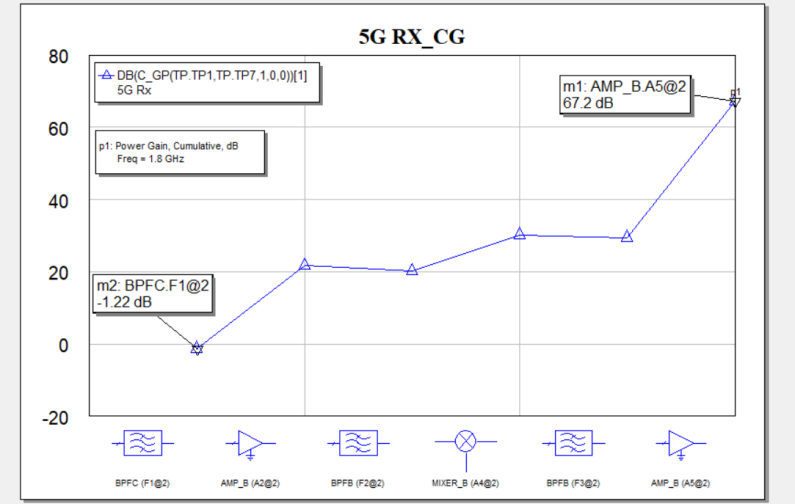 5G RX_CG
80
60
40
20
0
-20
DB(C_GP(TP.TP1,TP.TP7,1,0,0))[1]
5G Rx
p1: Power Gain, Cumulative, dB
Freq = 1.8 GHz
m1: AMP_B.A5@2
67.2 dB
p1
m2: BPFC.F1@2
-1.22 dB
BPFC (F1@2)
AMP_B (A2@2)
BPFB (F2@2)
MIXER_B (A4@2)
BPFB (F3@2)
AMP_B (A5@2)